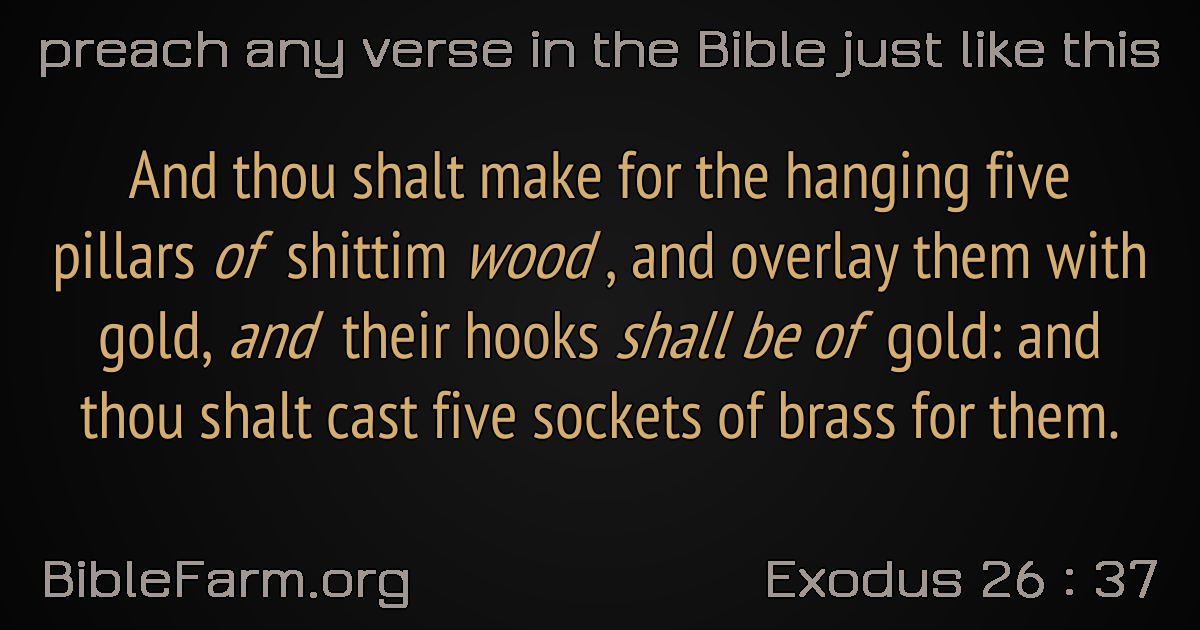 preach any verse in the Bible just like this
And thou shalt make for the hanging five
pillars of shittim wood , and overlay them with
gold, and their hooks shall be of gold: and
thou shalt cast five sockets of brass for them.
BibleFarm.org
Exodus 26 : 37